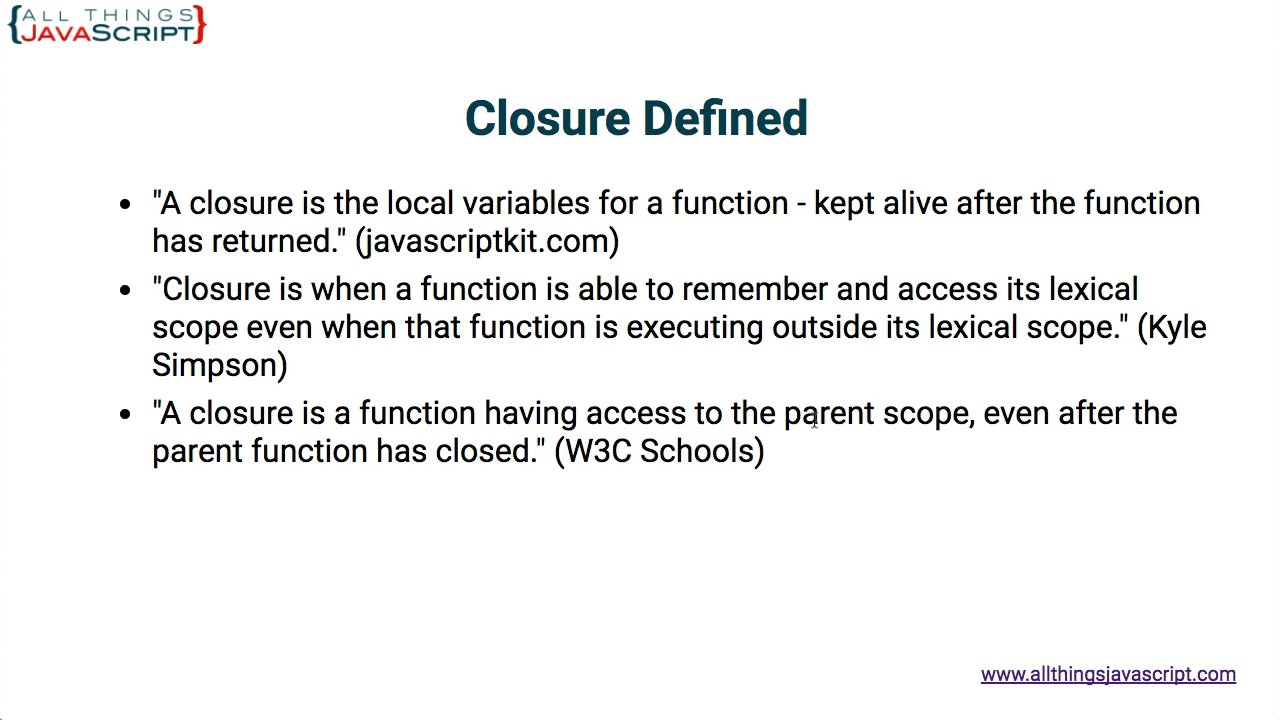 {ALL THINGS
JAVASCRIPT}
Closure Defined
• "A closure is the local variables for a function - kept alive after the function
has returned." (javascriptkit.com)
• "Closure is when a function is able to remember and access its lexical
scope even when that function is executing outside its lexical scope." (Kyle
Simpson)
• "A closure is a function having access to the parent scope, even after the
parent function has closed." (W3C Schools)
www.allthingsjavascript.com